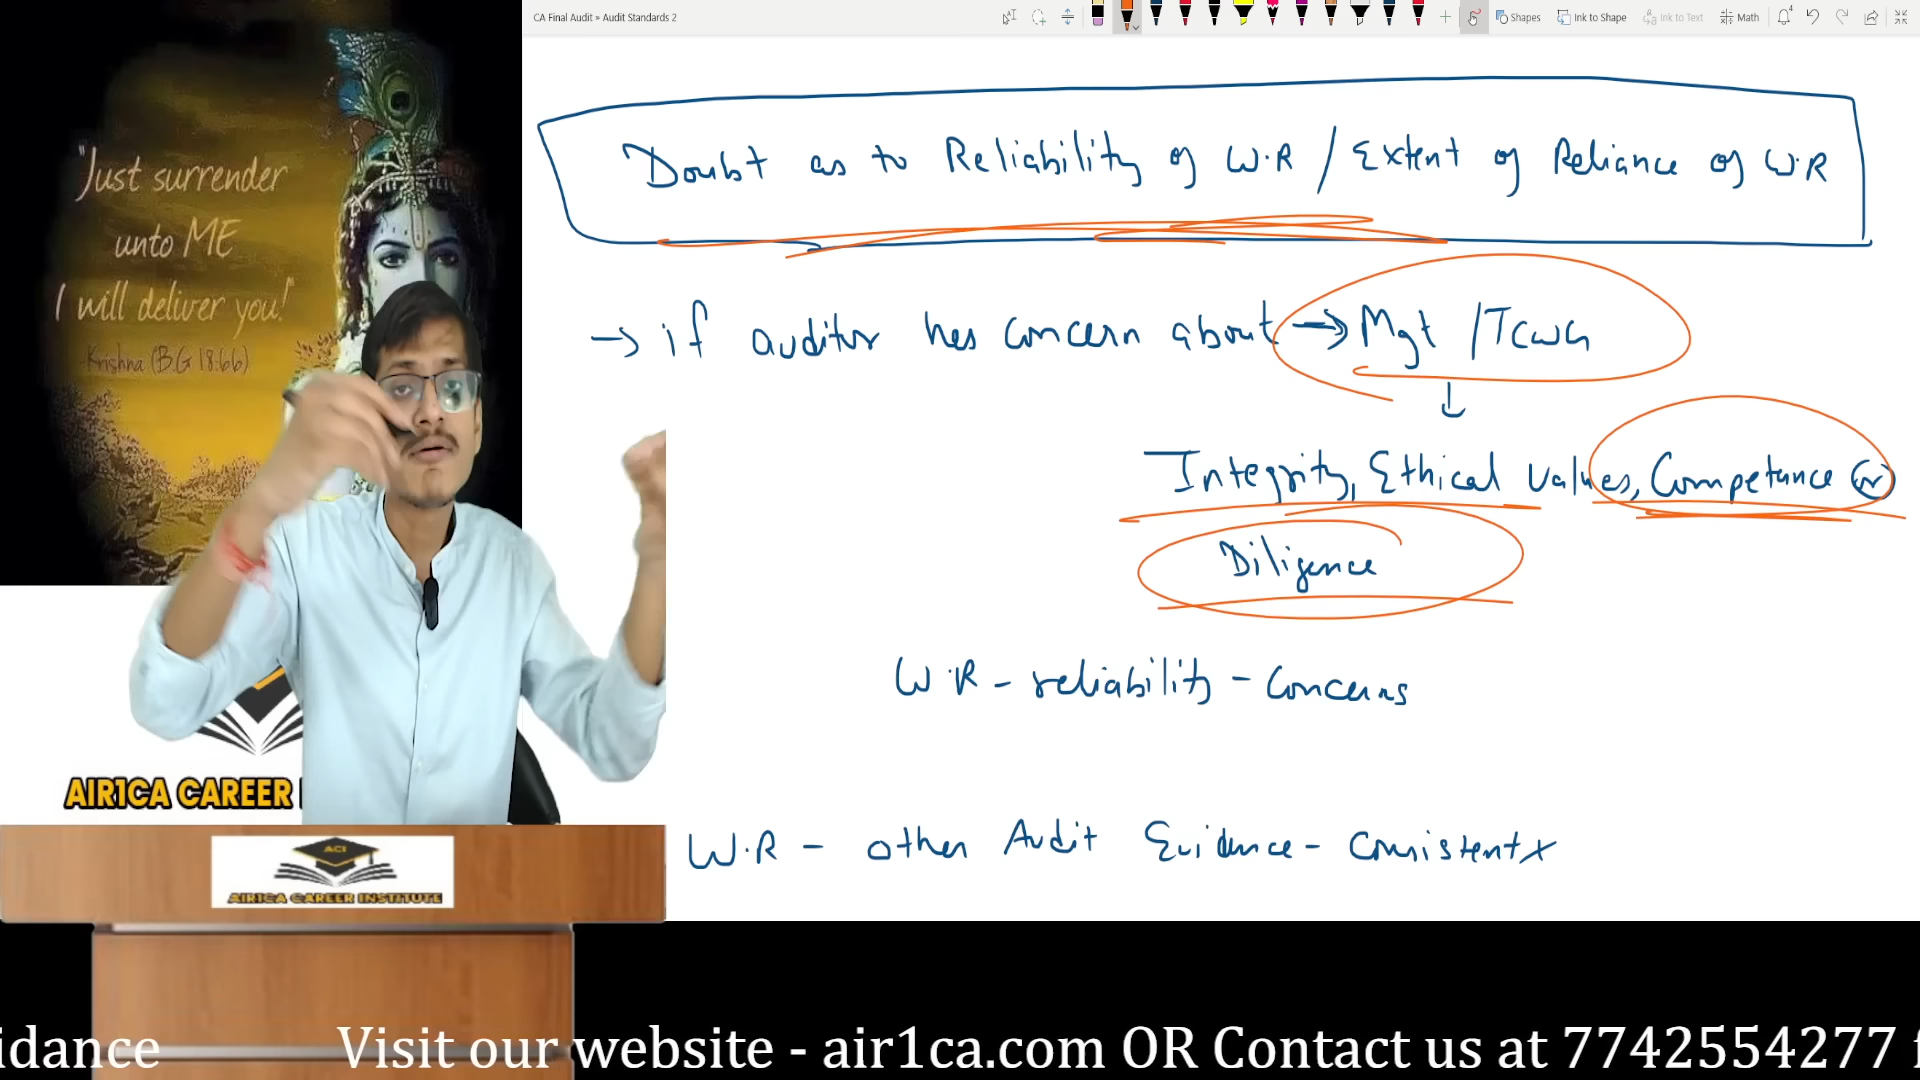 CA Final Audit » Audit Standards 2
Shapes
Ink to Shape
Ink to Text
Math
"Just surrender
unto ME
I will deliver you!"
-Krishna (B.G 18:66)
Doubt as to Reliability of W.R / Extent of Reliance of W.R
→ if auditor has concern about → Mgt / TCWG
↓
Integrity, Ethical values, Competance or
Diligence
W.R - reliability - Concerns
W.R - other Audit Evidence - Consistent x
AIR1CA CAREER
ACI
AIR1CA CAREER INSTITUTE
idance Visit our website - air1ca.com OR Contact us at 7742554277 f